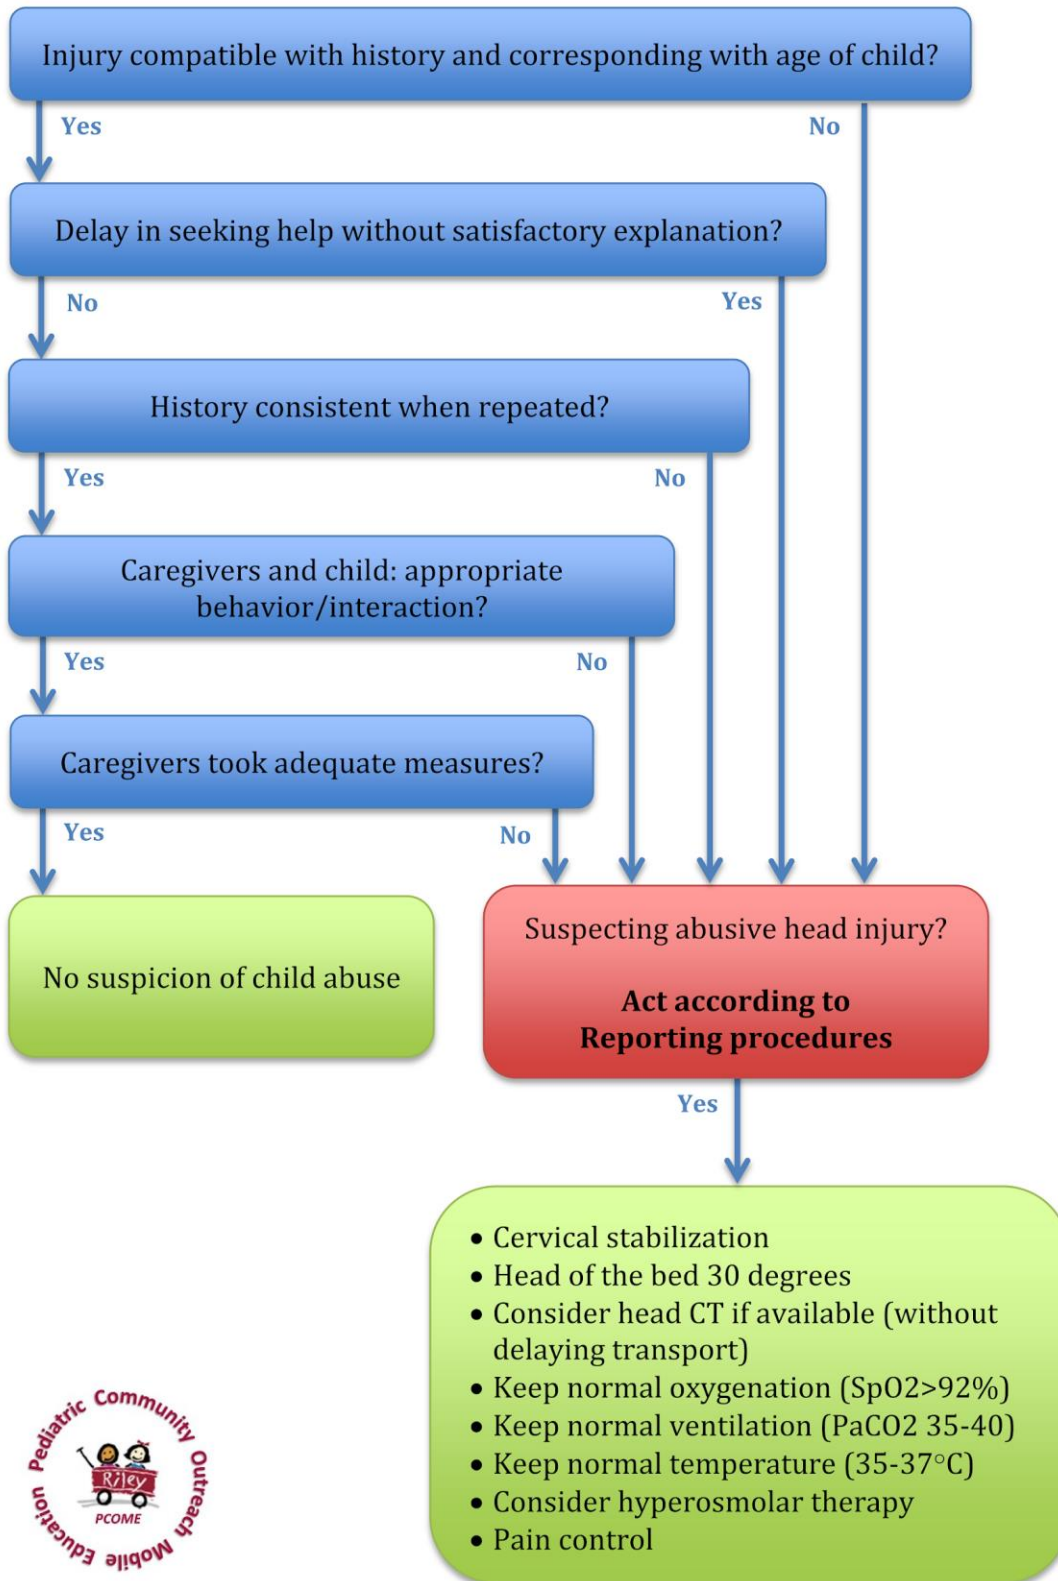 Injury compatible with history and corresponding with age of child?
Yes
No
Delay in seeking help without satisfactory explanation?
No
Yes
History consistent when repeated?
Yes
No
Caregivers and child: appropriate
behavior/interaction?
Yes
No
Caregivers took adequate measures?
Yes
No
No suspicion of child abuse
Suspecting abusive head injury?
Act according to
Reporting procedures
Yes
• Cervical stabilization
• Head of the bed 30 degrees
• Consider head CT if available (without
delaying transport)
• Keep normal oxygenation (SpO2>92%)
• Keep normal ventilation (PaCO2 35-40)
• Keep normal temperature (35-37°C)
• Consider hyperosmolar therapy
• Pain control
Pediatric Community Outreach Mobile Education
Riley
PCOME